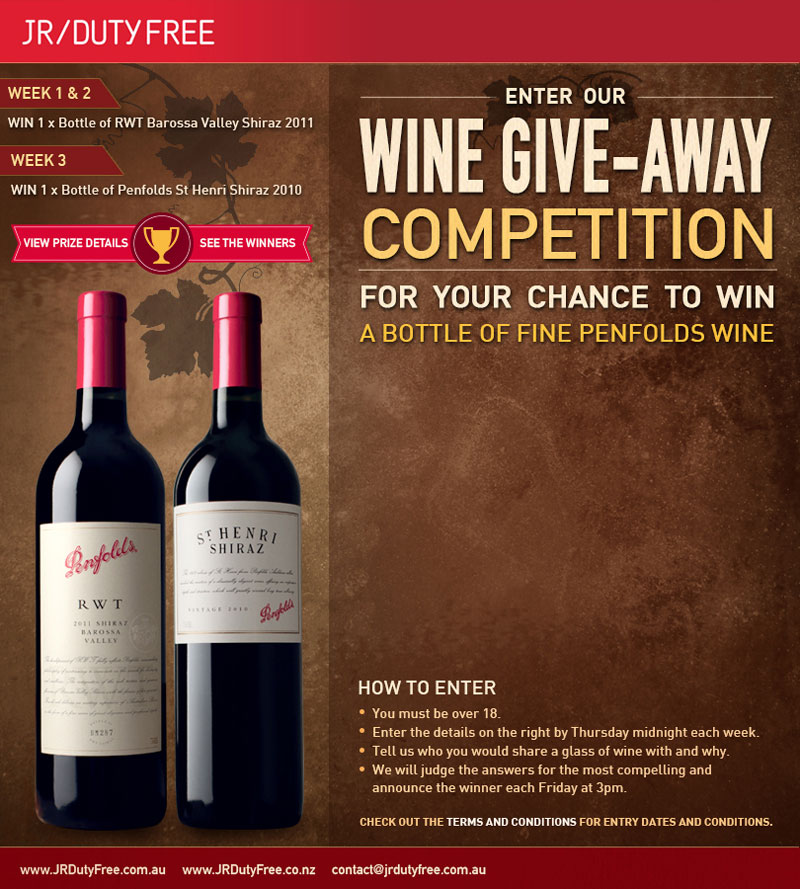 JR/DUTY FREE
WEEK 1 & 2
WIN 1 x Bottle of RWT Barossa Valley Shiraz 2011
WEEK 3
WIN 1 x Bottle of Penfolds St Henri Shiraz 2010
VIEW PRIZE DETAILS
SEE THE WINNERS
ENTER OUR
WINE GIVE-AWAY
COMPETITION
FOR YOUR CHANCE TO WIN
A BOTTLE OF FINE PENFOLDS WINE
Penfolds
RWT
2011 SHIRAZ
BAROSSA
VALLEY
ST HENRI
SHIRAZ
VINTAGE 2010
Penfolds
HOW TO ENTER
• You must be over 18.
• Enter the details on the right by Thursday midnight each week.
• Tell us who you would share a glass of wine with and why.
• We will judge the answers for the most compelling and
announce the winner each Friday at 3pm.
CHECK OUT THE TERMS AND CONDITIONS FOR ENTRY DATES AND CONDITIONS.
www.JRDutyFree.com.au www.JRDutyFree.co.nz contact@jrdutyfree.com.au